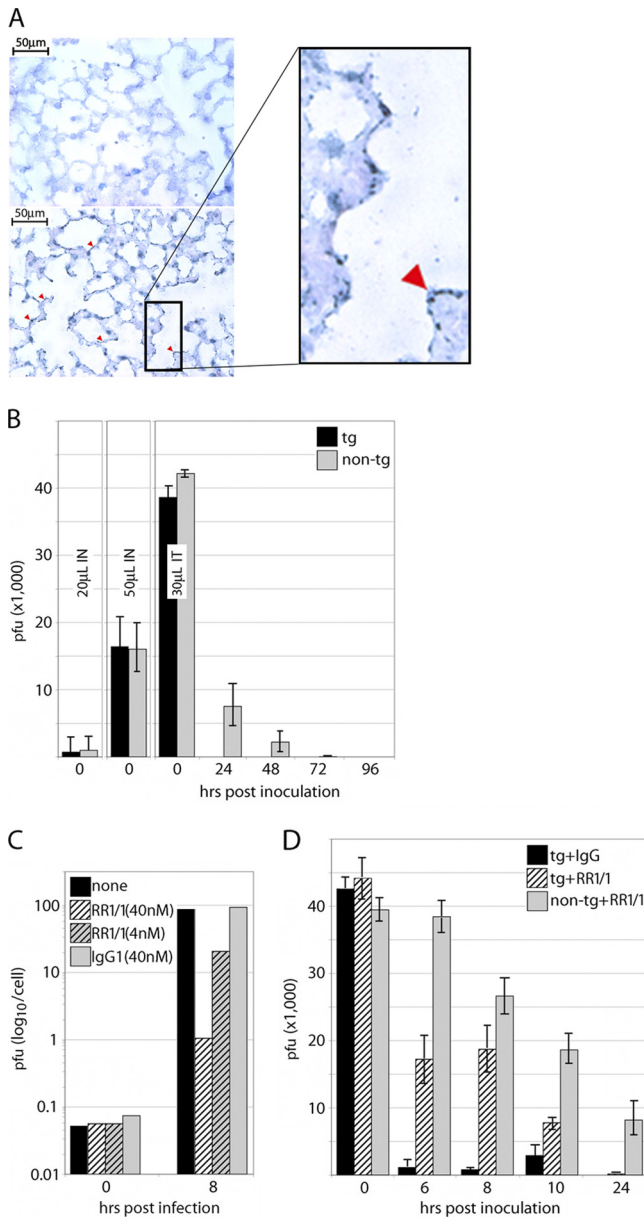 A
50µm
50µm
B
tg
non-tg
pfu (x1,000)
40
30
20
10
20µL IN
50µL IN
30µL IT
0
0
0
24
48
72
96
hrs post inoculation
C
none
RR1/1(40nM)
RR1/1(4nM)
IgG1(40nM)
pfu (log10/cell)
100
10
1
0.1
0.01
0
8
hrs post infection
D
tg+IgG
tg+RR1/1
non-tg+RR1/1
pfu (x1,000)
40
30
20
10
0
6
8
10
24
hrs post inoculation